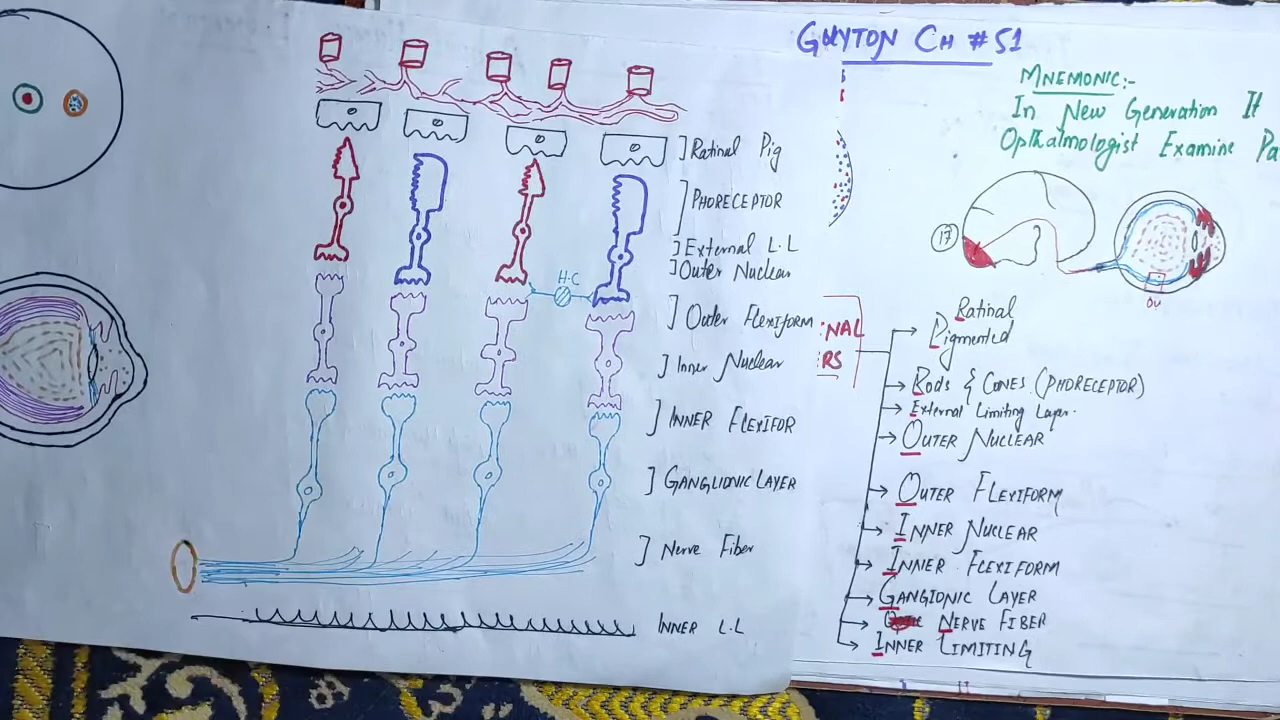 GUYTON CH #51
MNEMONIC:-
In New Generation It
Opthalmologist Examine Pa
]Ratinal Pig
]PHORECEPTOR
]External L.L
]Outer Nuclear
]Outer FLEXIFORM
]Inner Nuclear
]INNER FLEXIFOR
]GANGLIONIC LAYER
]Nerve Fiber
INNER L.L
H.C
17
NAL
RS
Ratinal
Pigmented
Rods & CONES (PHORECEPTOR)
External Limiting Layer.
OUTER NUCLEAR
OUTER FLEXIFORM
INNER NUCLEAR
INNER FLEXIFORM
GANGIONIC LAYER
NERVE FIBER
INNER LIMITING